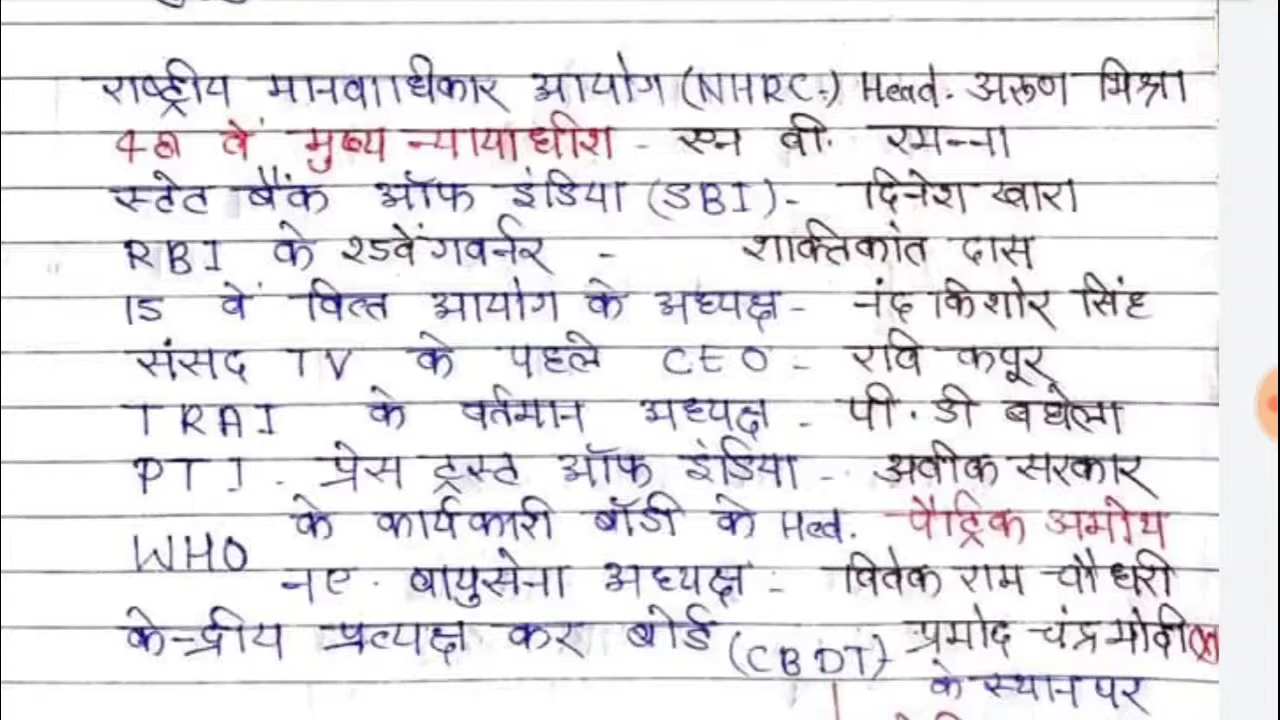 राष्ट्रीय मानवाधिकार आयोग (NHRC) Head. अरुण मिश्रा
48 वें मुख्य न्यायाधीश - एन वी. रमन्ना
स्टेट बैंक ऑफ इंडिया (SBI) - दिनेश खारा
RBI के 25वें गवर्नर - शक्तिकांत दास
15 वें वित्त आयोग के अध्यक्ष - नंद किशोर सिंह
संसद TV के पहले CEO - रवि कपूर
TRAI के वर्तमान अध्यक्ष - पी. डी बघेला
PTI - प्रेस ट्रस्ट ऑफ इंडिया - अवीक सरकार
WHO के कार्यकारी बॉडी के Hed. पैट्रिक अमोथ
नए वायुसेना अध्यक्ष - विवेक राम चौधरी
केन्द्रीय प्रत्यक्ष कर बोर्ड (CBDT) प्रमोद चंद्र मोदी
के स्थान पर